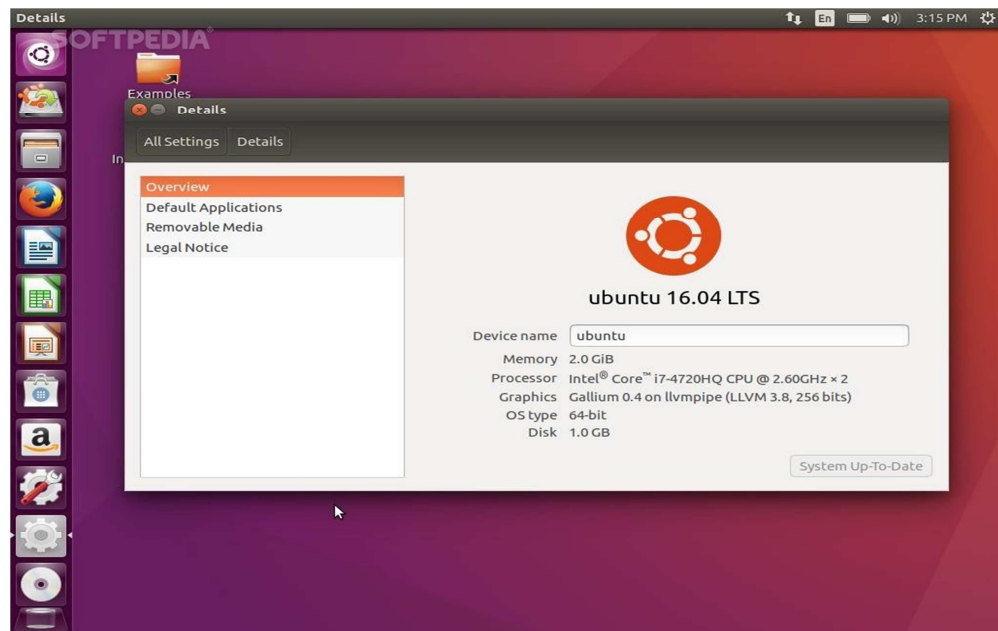 Details
En
3:15 PM
SOFTPEDIA®
Examples
Details
All Settings
Details
In
Overview
Default Applications
Removable Media
Legal Notice
ubuntu 16.04 LTS
Device name ubuntu
Memory 2.0 GiB
Processor Intel® Core™ i7-4720HQ CPU @ 2.60GHz × 2
Graphics Gallium 0.4 on llvmpipe (LLVM 3.8, 256 bits)
OS type 64-bit
Disk 1.0 GB
System Up-To-Date
a